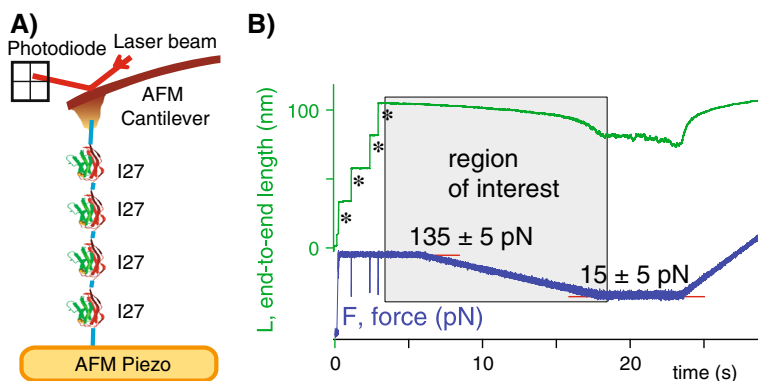 A)
Photodiode
Laser beam
AFM
Cantilever
I27
I27
I27
I27
AFM Piezo
B)
L, end-to-end length (nm)
100
0
*
*
*
*
region
of interest
135 ± 5 pN
15 ± 5 pN
F, force (pN)
0
10
20
time (s)